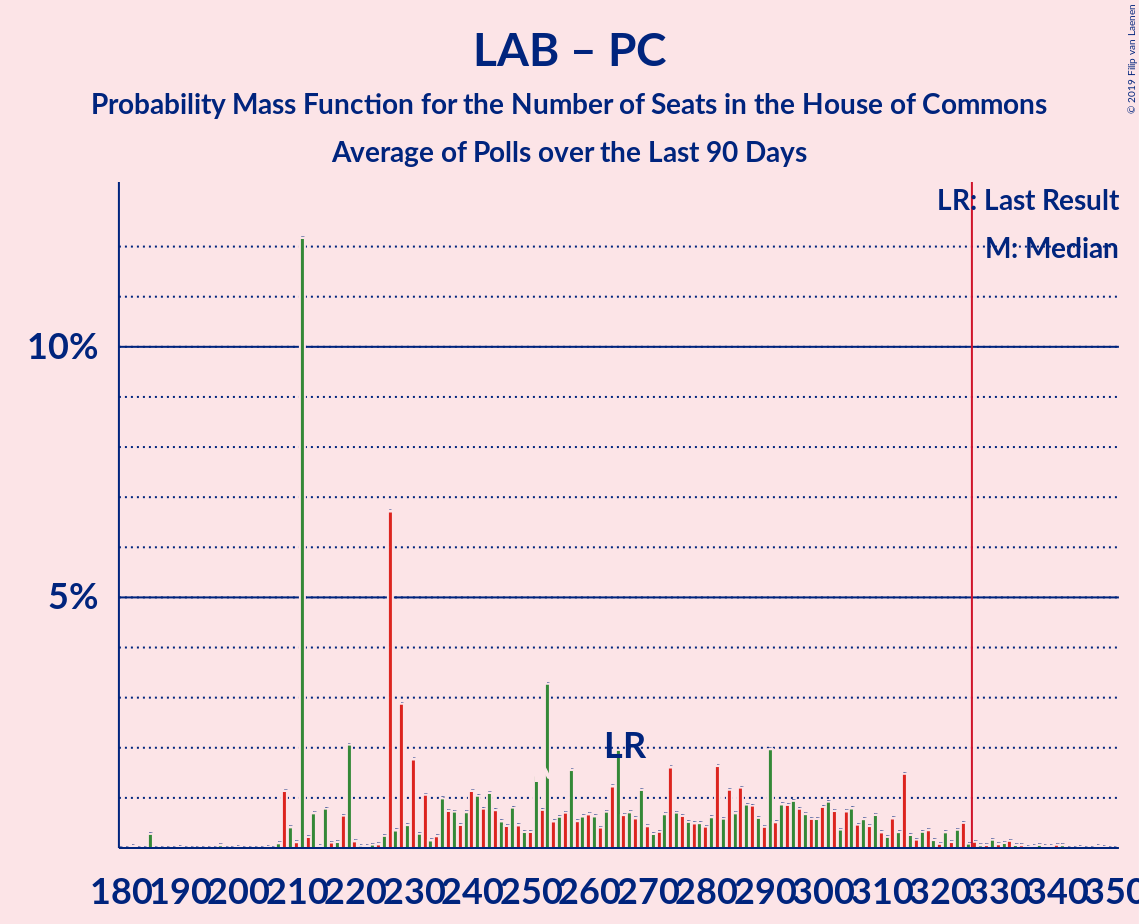 LAB – PC
Probability Mass Function for the Number of Seats in the House of Commons
Average of Polls over the Last 90 Days
© 2019 Filip van Laenen
LR: Last Result
M: Median
10%
5%
LR
180 190 200 210 220 230 240 250 260 270 280 290 300 310 320 330 340 350